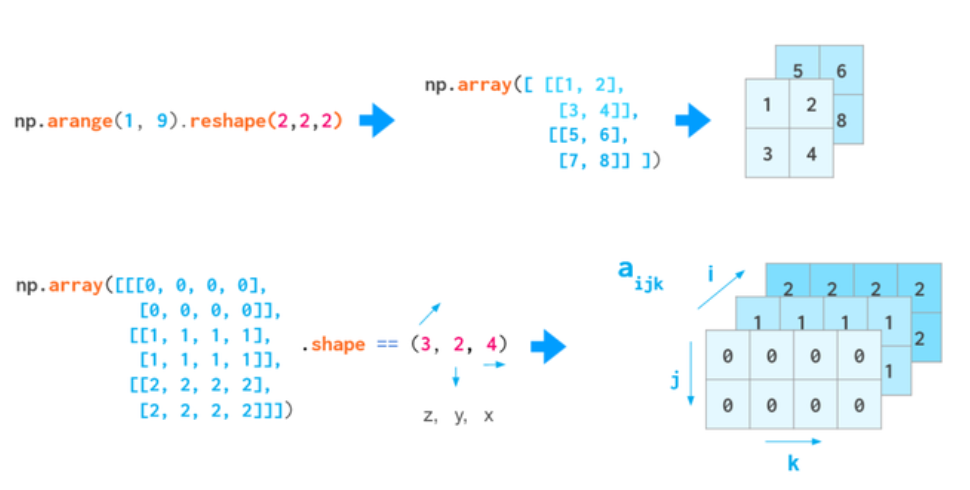 np.arange(1, 9).reshape(2,2,2)
np.array([ [[1, 2],
[3, 4]],
[[5, 6],
[7, 8]] ])
5 6
1 2
8
3 4
np.array([[[0, 0, 0, 0],
[0, 0, 0, 0]],
[[1, 1, 1, 1],
[1, 1, 1, 1]],
[[2, 2, 2, 2],
[2, 2, 2, 2]]])
.shape == (3, 2, 4)
z, y, x
a_ijk
i
j
k
2 2 2 2
1 1 1 1
2
0 0 0 0
1
0 0 0 0